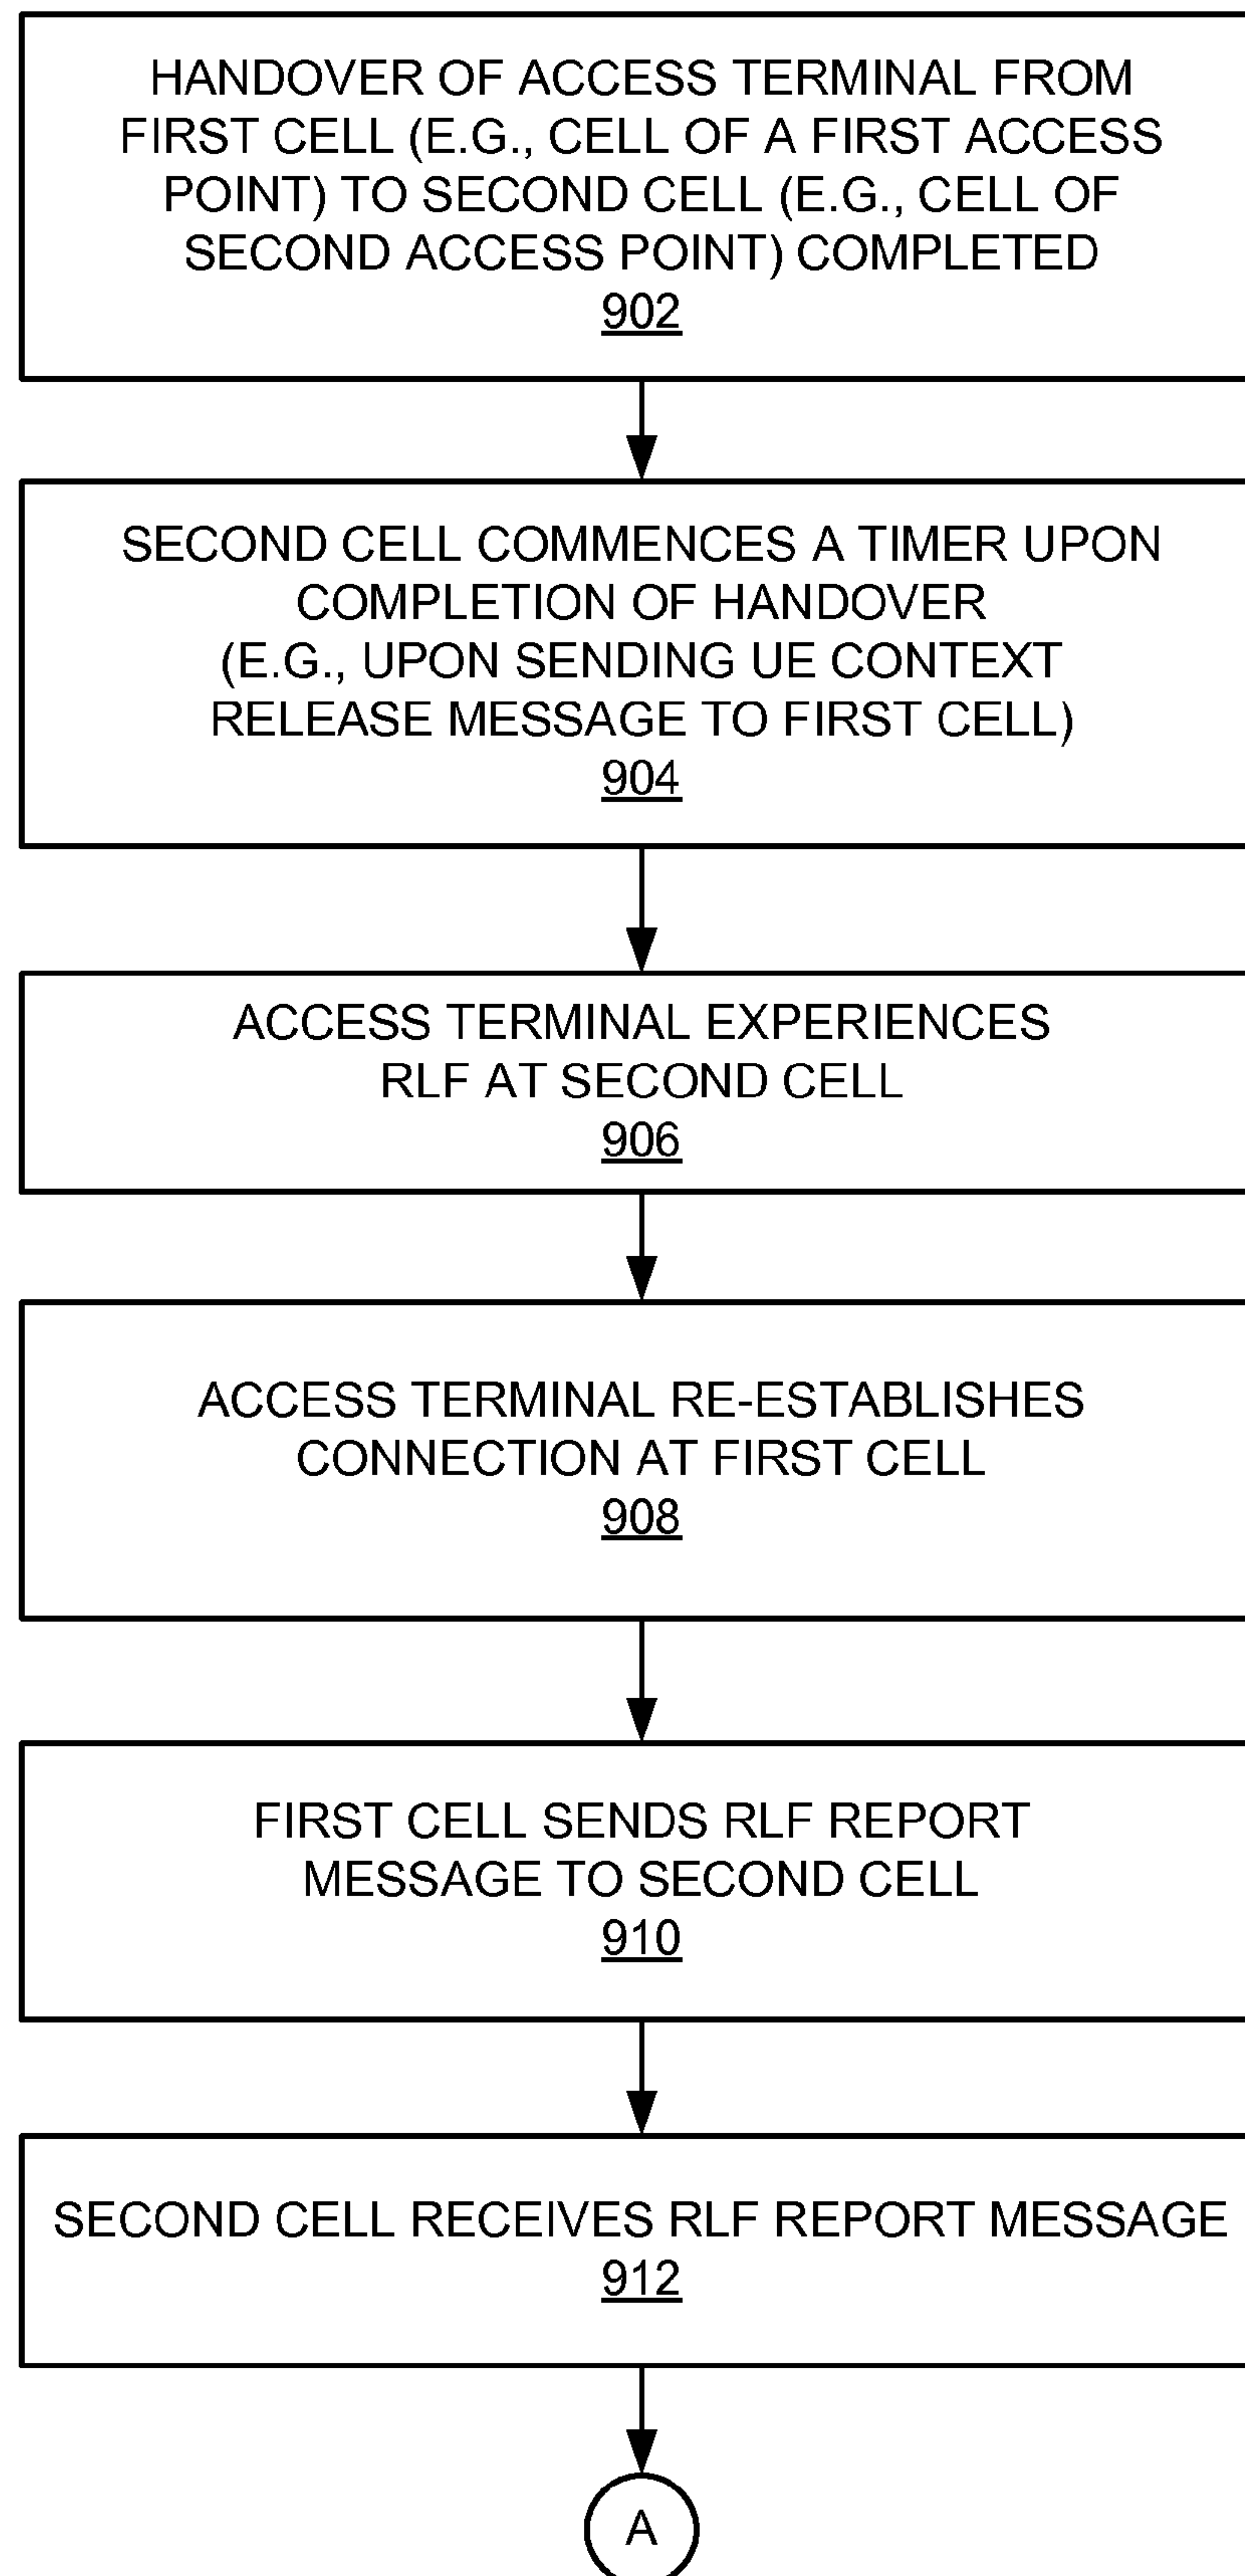 HANDOVER OF ACCESS TERMINAL FROM
FIRST CELL (E.G., CELL OF A FIRST ACCESS
POINT) TO SECOND CELL (E.G., CELL OF
SECOND ACCESS POINT) COMPLETED
902
SECOND CELL COMMENCES A TIMER UPON
COMPLETION OF HANDOVER
(E.G., UPON SENDING UE CONTEXT
RELEASE MESSAGE TO FIRST CELL)
904
ACCESS TERMINAL EXPERIENCES
RLF AT SECOND CELL
906
ACCESS TERMINAL RE-ESTABLISHES
CONNECTION AT FIRST CELL
908
FIRST CELL SENDS RLF REPORT
MESSAGE TO SECOND CELL
910
SECOND CELL RECEIVES RLF REPORT MESSAGE
912
A